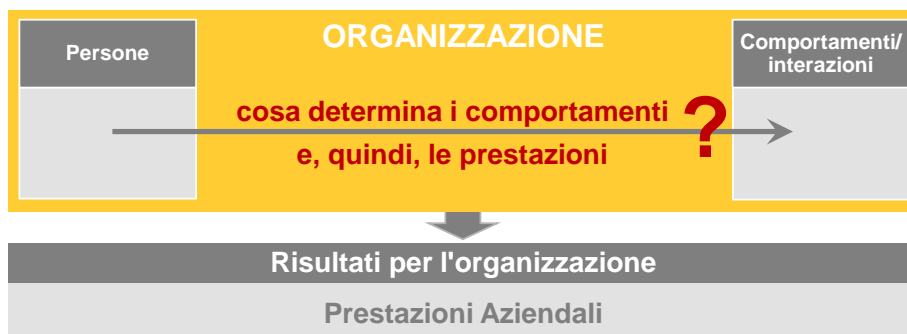 ORGANIZZAZIONE
Persone
Comportamenti/
interazioni
cosa determina i comportamenti
e, quindi, le prestazioni
?
Risultati per l'organizzazione
Prestazioni Aziendali